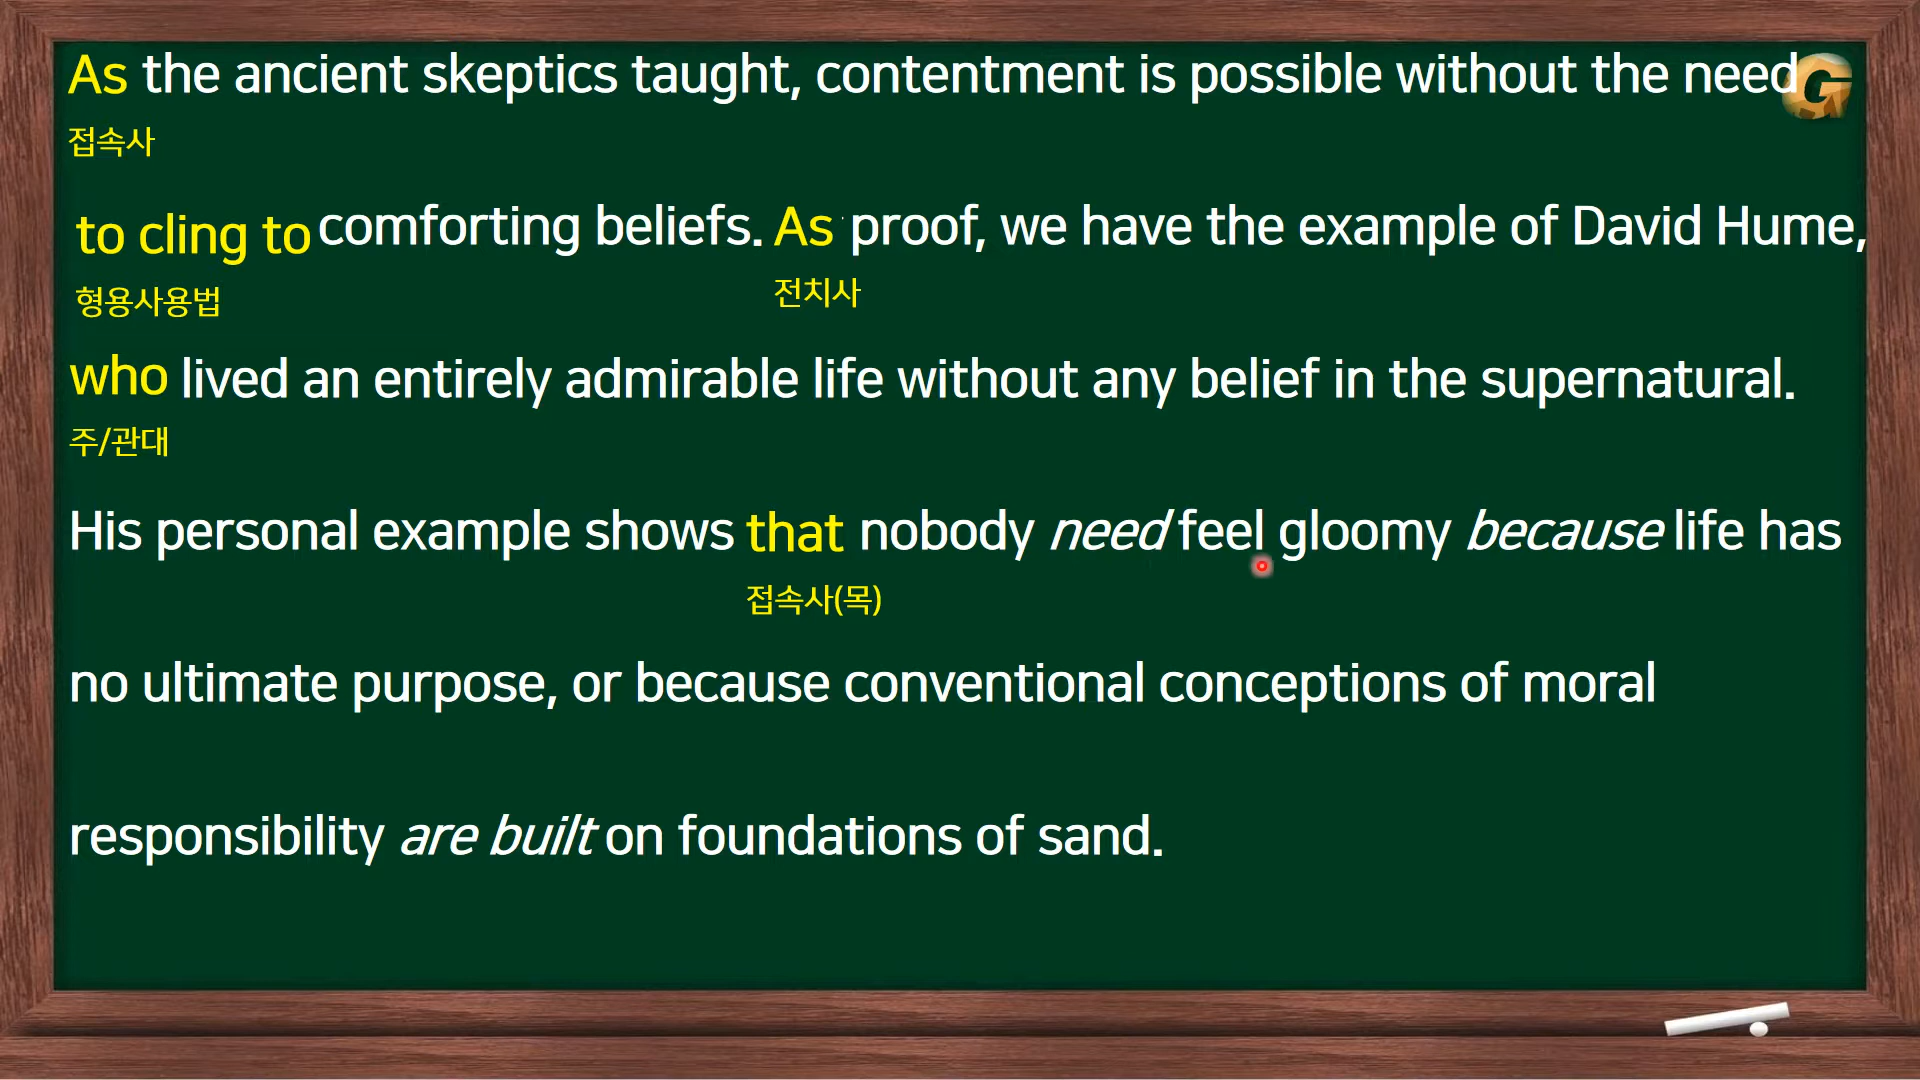 As the ancient skeptics taught, contentment is possible without the need
접속사
to cling to comforting beliefs. As proof, we have the example of David Hume,
형용사용법 전치사
who lived an entirely admirable life without any belief in the supernatural.
주/관대
His personal example shows that nobody need feel gloomy because life has
접속사(목)
no ultimate purpose, or because conventional conceptions of moral
responsibility are built on foundations of sand.